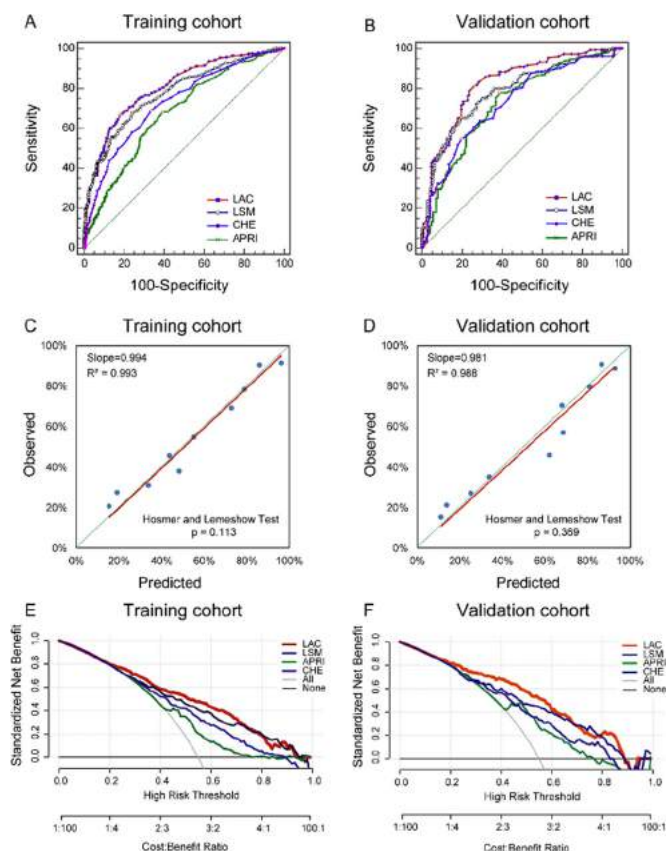 A Training cohort
100
80
60
40
20
0
Sensitivity
LAC
LSM
CHE
APRI
0 20 40 60 80 100
100-Specificity
B Validation cohort
100
80
60
40
20
0
Sensitivity
LAC
LSM
CHE
APRI
0 20 40 60 80 100
100-Specificity
C Training cohort
100%
80%
60%
40%
20%
0%
Observed
Slope=0.994
R² = 0.993
Hosmer and Lemeshow Test
p = 0.113
0% 20% 40% 60% 80% 100%
Predicted
D Validation cohort
100%
80%
60%
40%
20%
0%
Observed
Slope=0.981
R² = 0.988
Hosmer and Lemeshow Test
p = 0.359
0% 20% 40% 60% 80% 100%
Predicted
E Training cohort
Standardized Net Benefit
1.0
0.8
0.6
0.4
0.2
0.0
LAC
LSM
APRI
CHE
All
None
0.0 0.2 0.4 0.6 0.8 1.0
High Risk Threshold
1:100 1:4 2:3 3:2 4:1 100:1
Cost:Benefit Ratio
F Validation cohort
Standardized Net Benefit
1.0
0.8
0.6
0.4
0.2
0.0
LAC
LSM
APRI
CHE
All
None
0.0 0.2 0.4 0.6 0.8 1.0
High Risk Threshold
1:100 1:4 2:3 3:2 4:1 100:1
Cost:Benefit Ratio